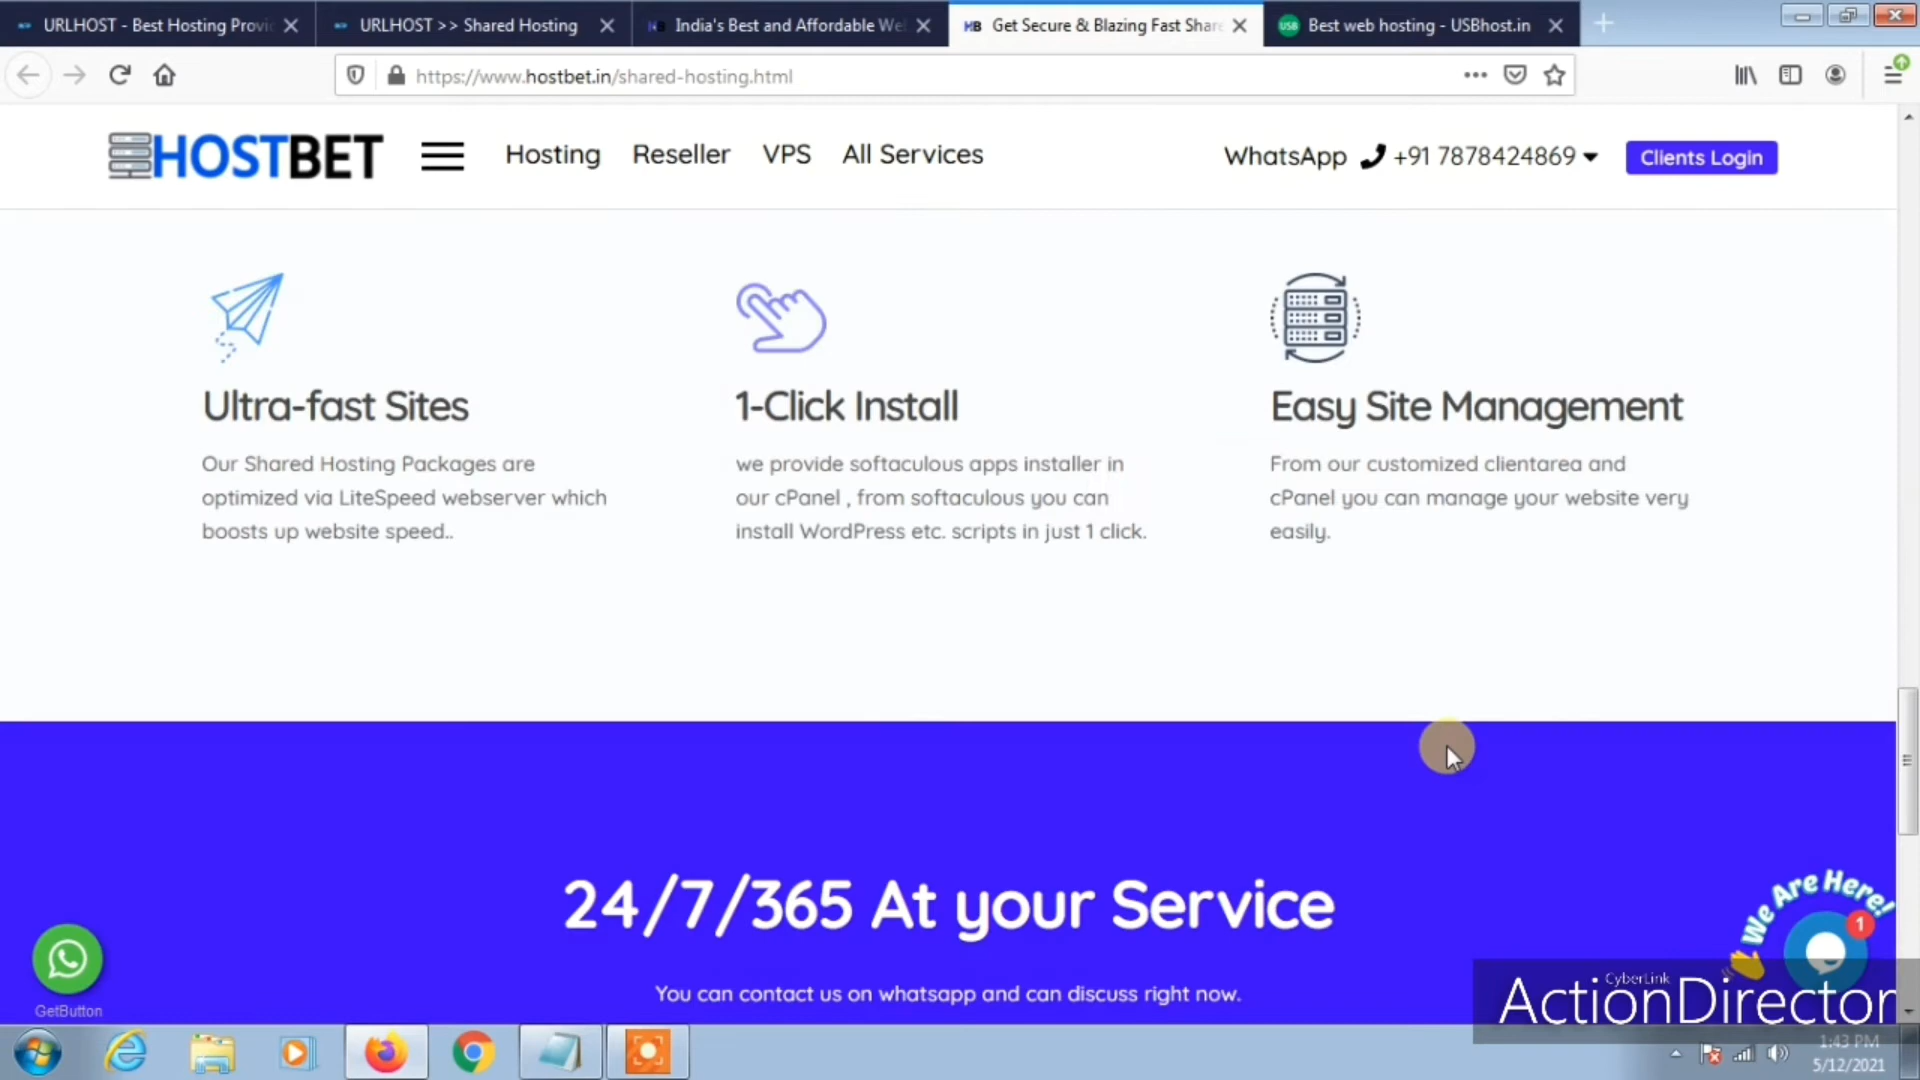 URLHOST - Best Hosting Provi
URLHOST >> Shared Hosting
India's Best and Affordable We
HB Get Secure & Blazing Fast Shar
USB Best web hosting - USBhost.in
https://www.hostbet.in/shared-hosting.html
HOSTBET
Hosting
Reseller
VPS
All Services
WhatsApp +91 7878424869
Clients Login
Ultra-fast Sites
Our Shared Hosting Packages are
optimized via LiteSpeed webserver which
boosts up website speed..
1-Click Install
we provide softaculous apps installer in
our cPanel , from softaculous you can
install WordPress etc. scripts in just 1 click.
Easy Site Management
From our customized clientarea and
cPanel you can manage your website very
easily.
24/7/365 At your Service
You can contact us on whatsapp and can discuss right now.
GetButton
We Are Here!
1
CyberLink
ActionDirector
1:43 PM
5/12/2021